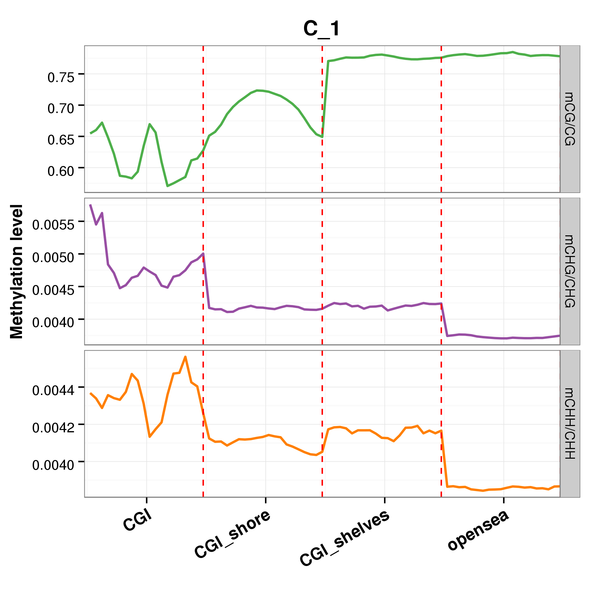 C_1
Methylation level
0.75
0.70
0.65
0.60
mCG/CG
0.0055
0.0050
0.0045
0.0040
mCHG/CHG
0.0044
0.0042
0.0040
mCHH/CHH
CGI
CGI_shore
CGI_shelves
opensea